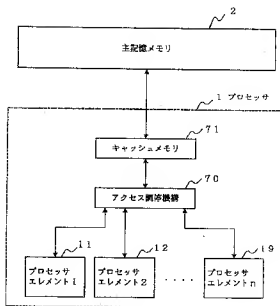 2
主記憶メモリ
1 プロセッサ
71
キャッシュメモリ
70
アクセス調停機構
11
12
19
プロセッサ
エレメント1
プロセッサ
エレメント2
・・・・
プロセッサ
エレメントn